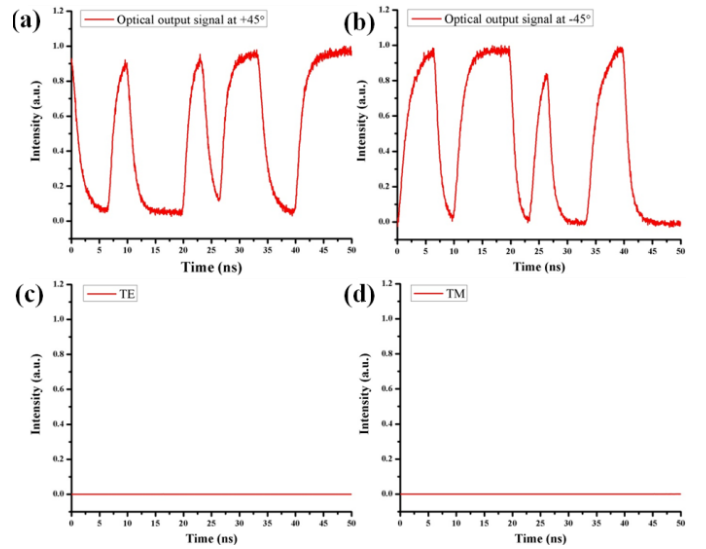 (a)
Optical output signal at +45°
1.2
1.0
0.8
0.6
0.4
0.2
0.0
Intensity (a.u.)
0 5 10 15 20 25 30 35 40 45 50
Time (ns)
(b)
Optical output signal at -45°
1.2
1.0
0.8
0.6
0.4
0.2
0.0
Intensity (a.u.)
0 5 10 15 20 25 30 35 40 45 50
Time (ns)
(c)
TE
1.2
1.0
0.8
0.6
0.4
0.2
0.0
Intensity (a.u.)
0 5 10 15 20 25 30 35 40 45 50
Time (ns)
(d)
TM
1.2
1.0
0.8
0.6
0.4
0.2
0.0
Intensity (a.u.)
0 5 10 15 20 25 30 35 40 45 50
Time (ns)